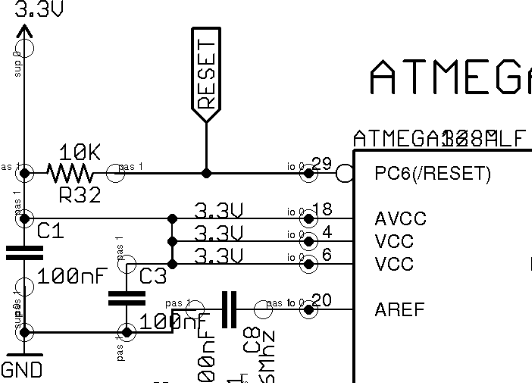 3.3V
sup 0
RESET
ATMEGA
10K
pas 1
R32
pas 1
io 0 29
PC6(/RESET)
pas 1
C1
100nF
3.3V
io 0 18
AVCC
3.3V
io 0 4
VCC
3.3V
io 0 6
VCC
pas 1
C3
100nF
pas 1
pas 1
io 0 20
AREF
00nF
C8
6Mhz
pas 1
GND